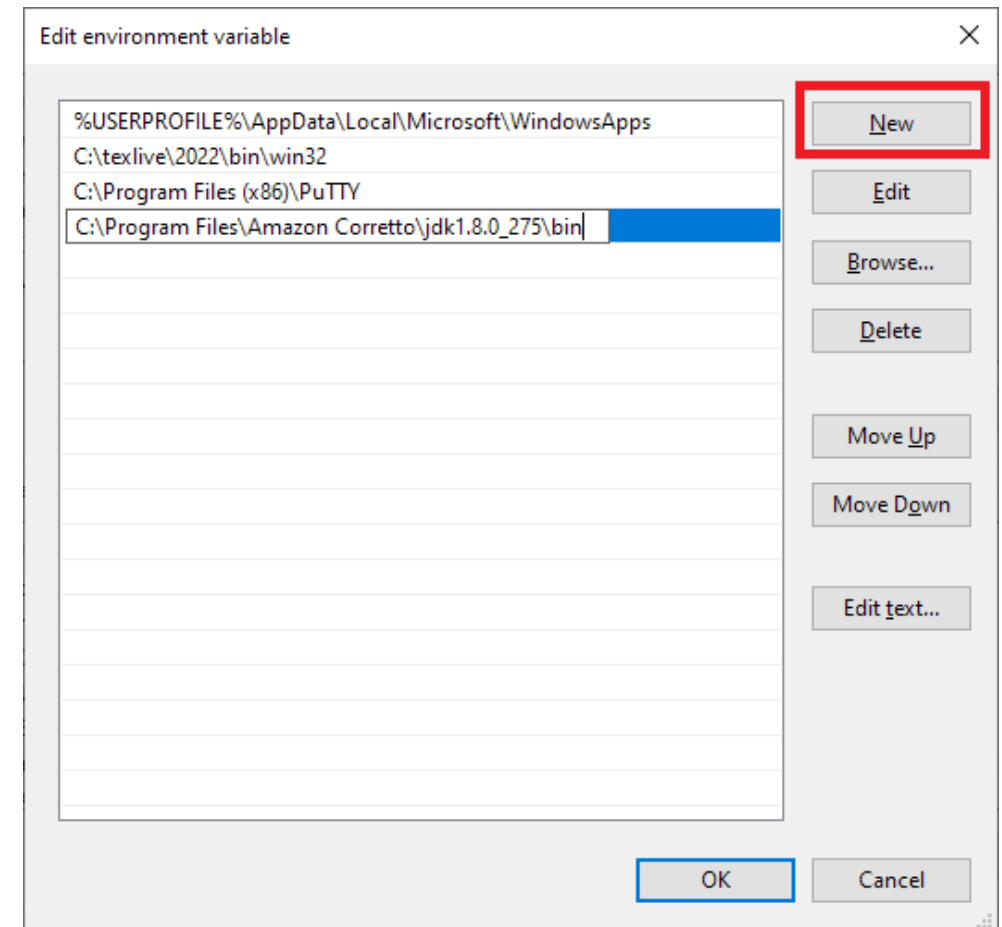 Edit environment variable
%USERPROFILE%\AppData\Local\Microsoft\WindowsApps
C:\texlive\2022\bin\win32
C:\Program Files (x86)\PuTTY
C:\Program Files\Amazon Corretto\jdk1.8.0_275\bin
New
Edit
Browse...
Delete
Move Up
Move Down
Edit text...
OK
Cancel